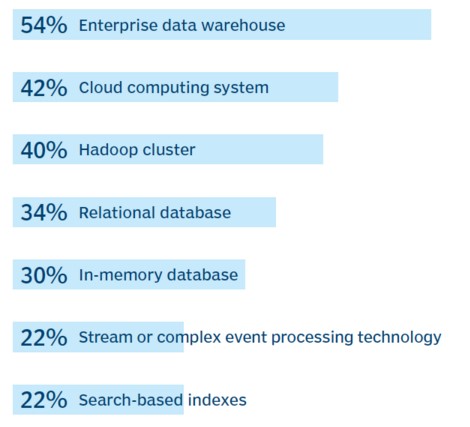 54% Enterprise data warehouse
42% Cloud computing system
40% Hadoop cluster
34% Relational database
30% In-memory database
22% Stream or complex event processing technology
22% Search-based indexes